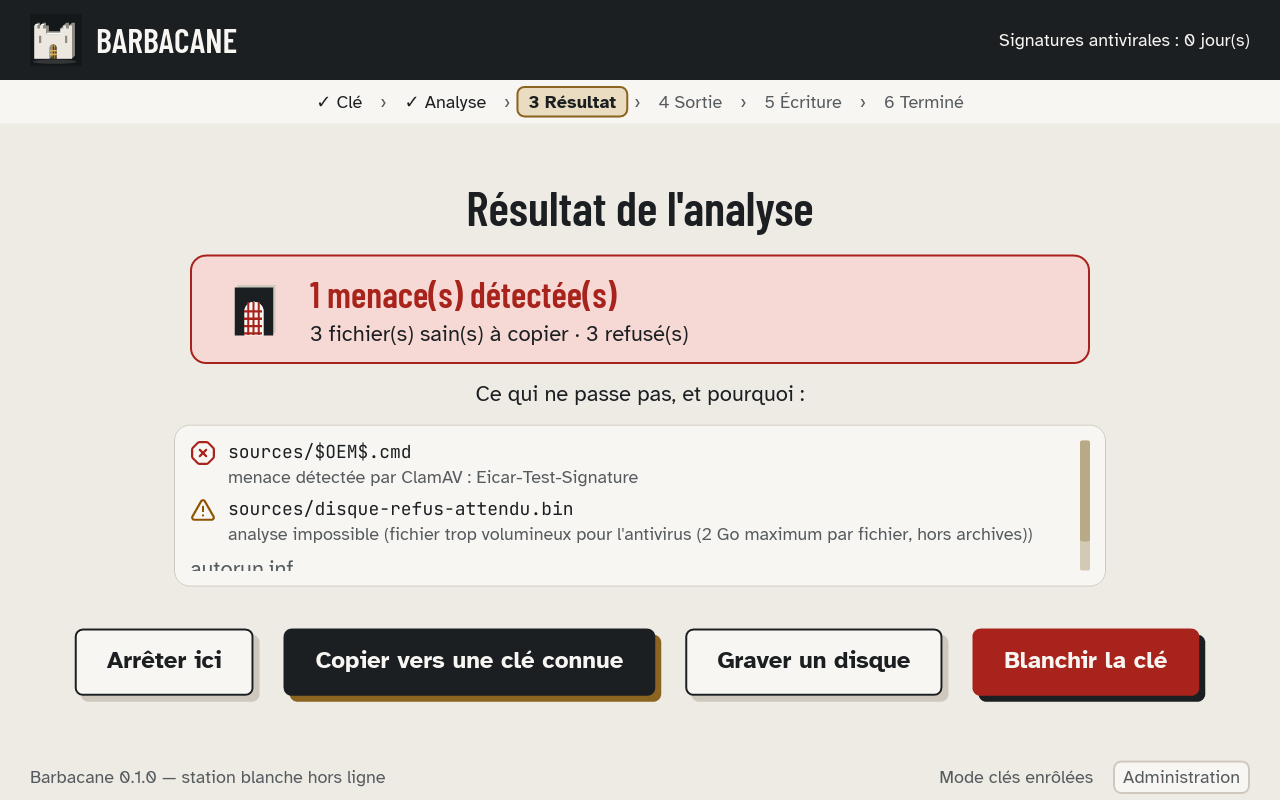 BARBACANE
Signatures antivirales : 0 jour(s)
✓ Clé › ✓ Analyse › 3 Résultat › 4 Sortie › 5 Écriture › 6 Terminé
Résultat de l'analyse
1 menace(s) détectée(s)
3 fichier(s) sain(s) à copier · 3 refusé(s)
Ce qui ne passe pas, et pourquoi :
sources/$OEM$.cmd
menace détectée par ClamAV : Eicar-Test-Signature
sources/disque-refus-attendu.bin
analyse impossible (fichier trop volumineux pour l'antivirus (2 Go maximum par fichier, hors archives))
autorun.inf
Arrêter ici
Copier vers une clé connue
Graver un disque
Blanchir la clé
Barbacane 0.1.0 — station blanche hors ligne
Mode clés enrôlées
Administration